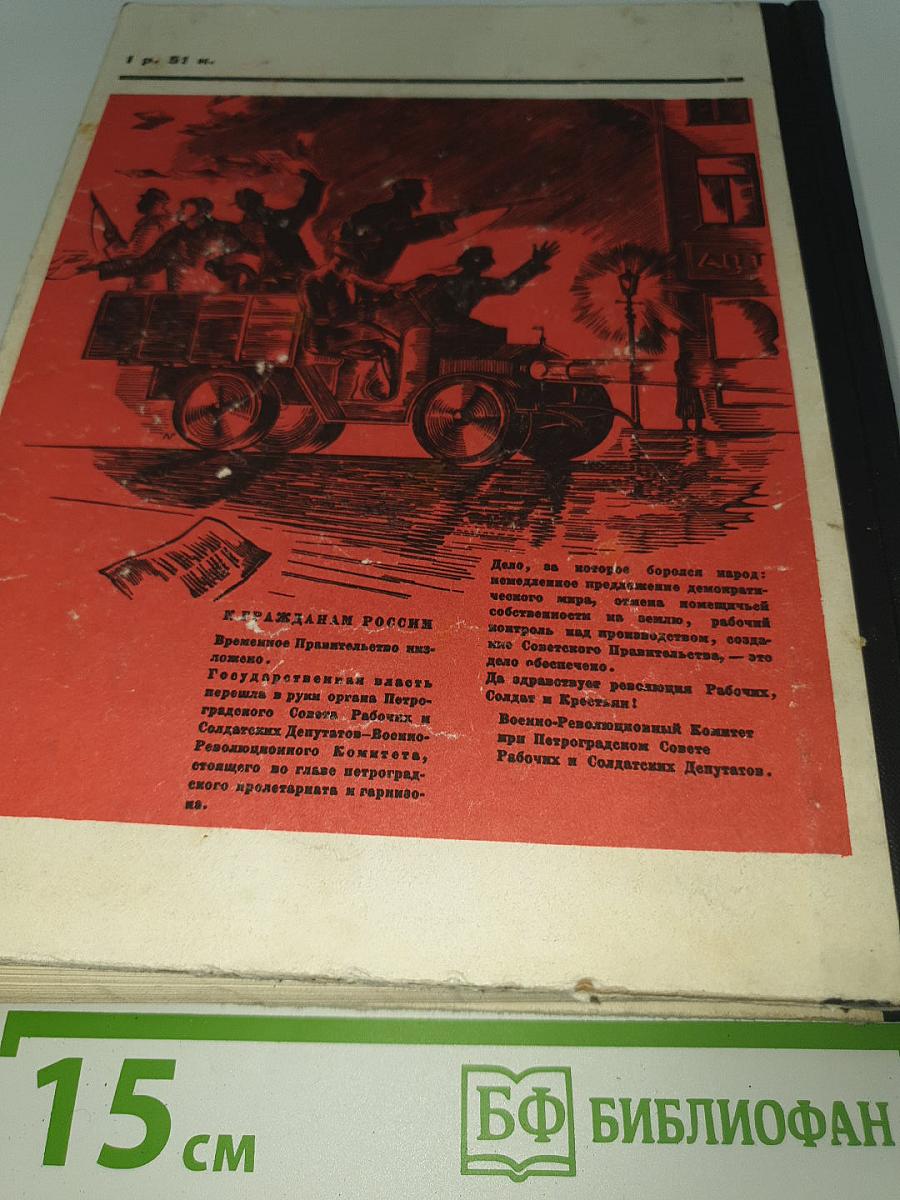 1 р. 51 к.
АПТ
К ГРАЖДАНАМ РОССИИ
Временное Правительство низ-
ложено.
Государственная власть
перешла в руки органа Петро-
градского Совета Рабочих и
Солдатских Депутатов—Военно-
Революционного Комитета,
стоящего во главе петроград-
ского пролетариата и гарнизо-
на.
Дело, за которое боролся народ:
немедленное предложение демократи-
ческого мира, отмена помещичьей
собственности на землю, рабочий
контроль над производством, созда-
ние Советского Правительства,— это
дело обеспечено.
Да здравствует революция Рабочих,
Солдат и Крестьян!
Военно-Революционный Комитет
при Петроградском Совете
Рабочих и Солдатских Депутатов.
15 см
БФ БИБЛИОФАН